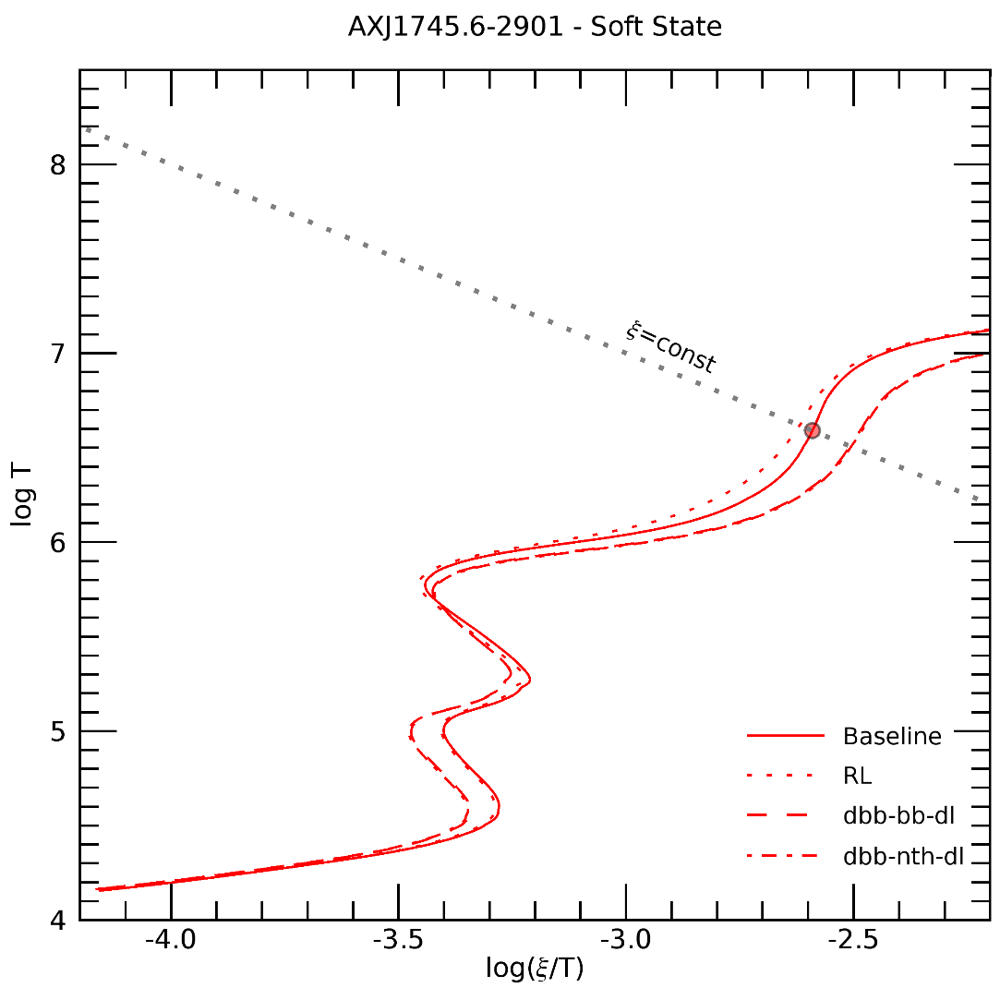 AXJ1745.6-2901 - Soft State
8
7
6
5
4
log T
ξ=const
Baseline
RL
dbb-bb-dl
dbb-nth-dl
-4.0 -3.5 -3.0 -2.5
log(ξ/T)